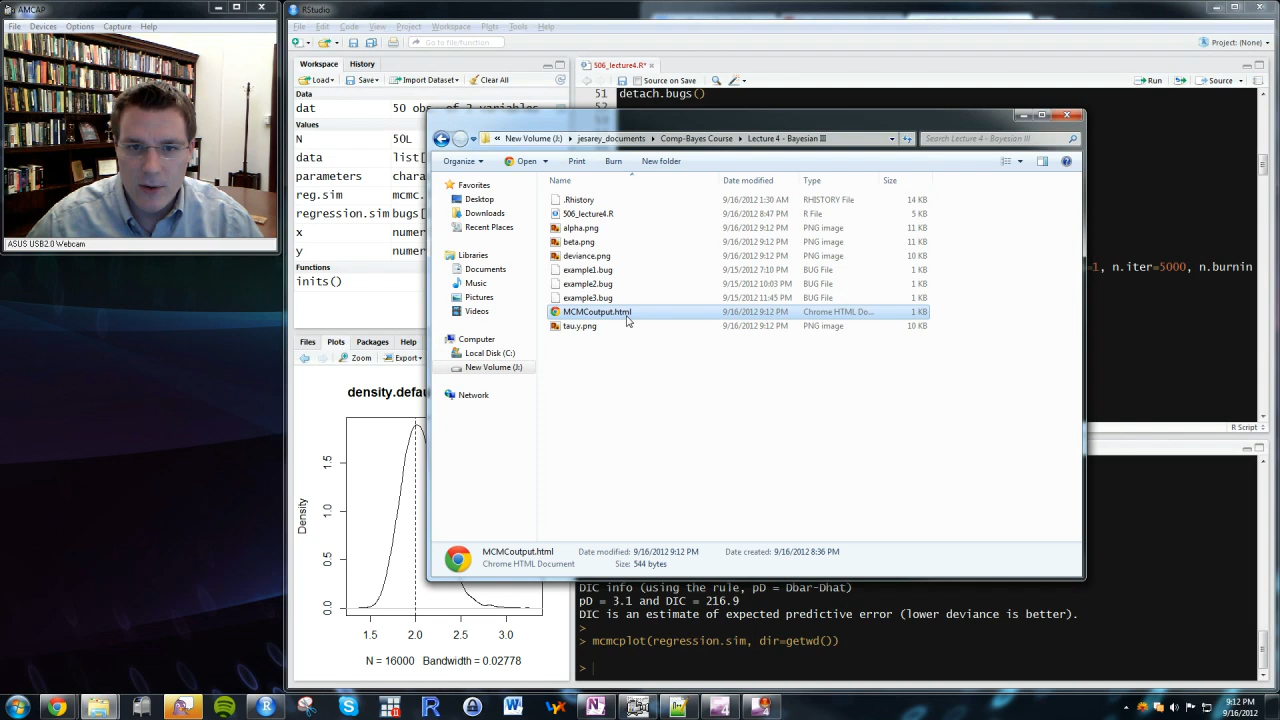 AMCAP
File Devices Options Capture Help
ASUS USB2.0 Webcam
RStudio
File Edit Code View Project Workspace Plots Tools Help
Go to file/function
Project: (None)
Workspace History
Load Save Import Dataset Clear All
Data
dat 50 obs. of 2 variables
Values
N 50L
data list[
parameters chara
reg.sim mcmc.
regression.sim bugs[
x numer
y numer
Functions
inits()
506_lecture4.R*
Source on Save
Run Source
51 detach.bugs()
52
=1, n.iter=5000, n.burnin
R Script
New Volume (J:) jesarey_documents Comp-Bayes Course Lecture 4 - Bayesian III
Search Lecture 4 - Bayesian III
Organize Open Print Burn New folder
Favorites
Desktop
Downloads
Recent Places
Libraries
Documents
Music
Pictures
Videos
Computer
Local Disk (C:)
New Volume (J:)
Network
Name Date modified Type Size
.Rhistory 9/16/2012 1:30 AM RHISTORY File 14 KB
506_lecture4.R 9/16/2012 8:47 PM R File 5 KB
alpha.png 9/16/2012 9:12 PM PNG image 11 KB
beta.png 9/16/2012 9:12 PM PNG image 11 KB
deviance.png 9/16/2012 9:12 PM PNG image 10 KB
example1.bug 9/15/2012 7:10 PM BUG File 1 KB
example2.bug 9/15/2012 10:03 PM BUG File 1 KB
example3.bug 9/15/2012 11:45 PM BUG File 1 KB
MCMCoutput.html 9/16/2012 9:12 PM Chrome HTML Do... 1 KB
tau.y.png 9/16/2012 9:12 PM PNG image 10 KB
MCMCoutput.html Date modified: 9/16/2012 9:12 PM Date created: 9/16/2012 8:36 PM
Chrome HTML Document Size: 544 bytes
Files Plots Packages Help
Zoom Export
density.defau
Density
0.0 0.5 1.0 1.5
1.5 2.0 2.5 3.0
N = 16000 Bandwidth = 0.02778
DIC info (using the rule, pD = Dbar-Dhat)
pD = 3.1 and DIC = 216.9
DIC is an estimate of expected predictive error (lower deviance is better).
>
> mcmcplot(regression.sim, dir=getwd())
>
9:12 PM
9/16/2012